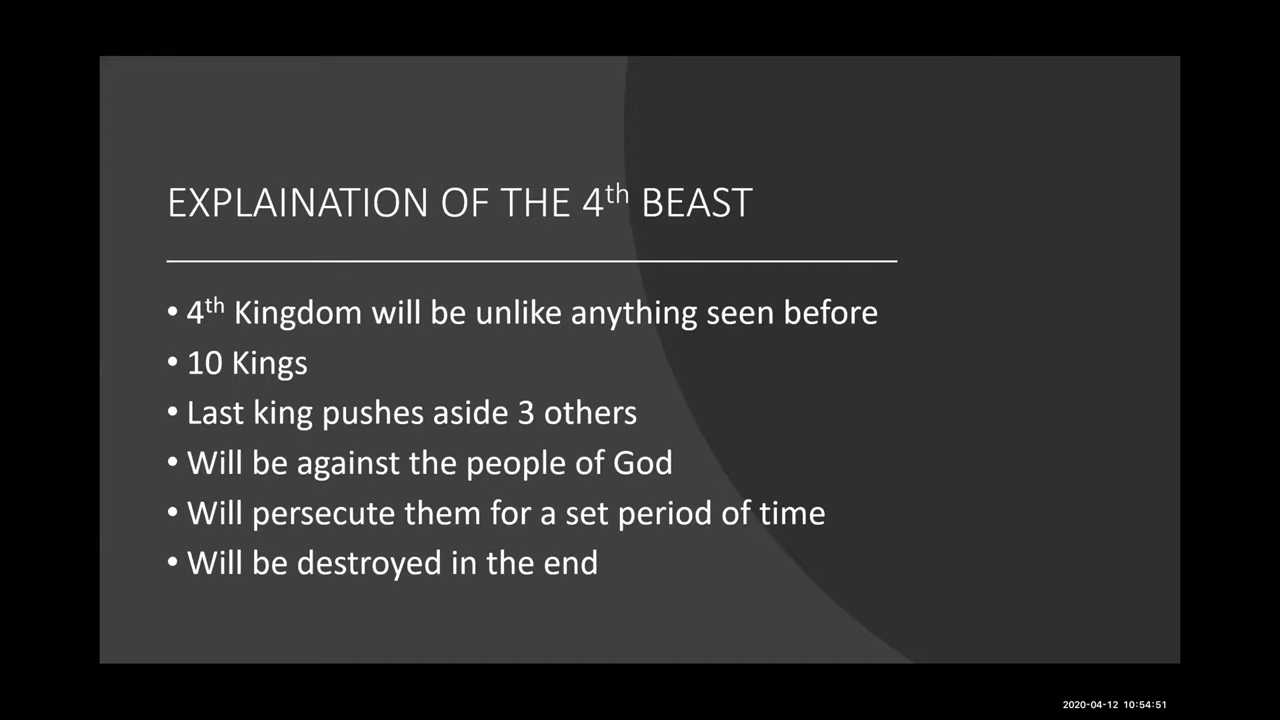 EXPLAINATION OF THE 4th BEAST
• 4th Kingdom will be unlike anything seen before
• 10 Kings
• Last king pushes aside 3 others
• Will be against the people of God
• Will persecute them for a set period of time
• Will be destroyed in the end
2020-04-12 10:54:51